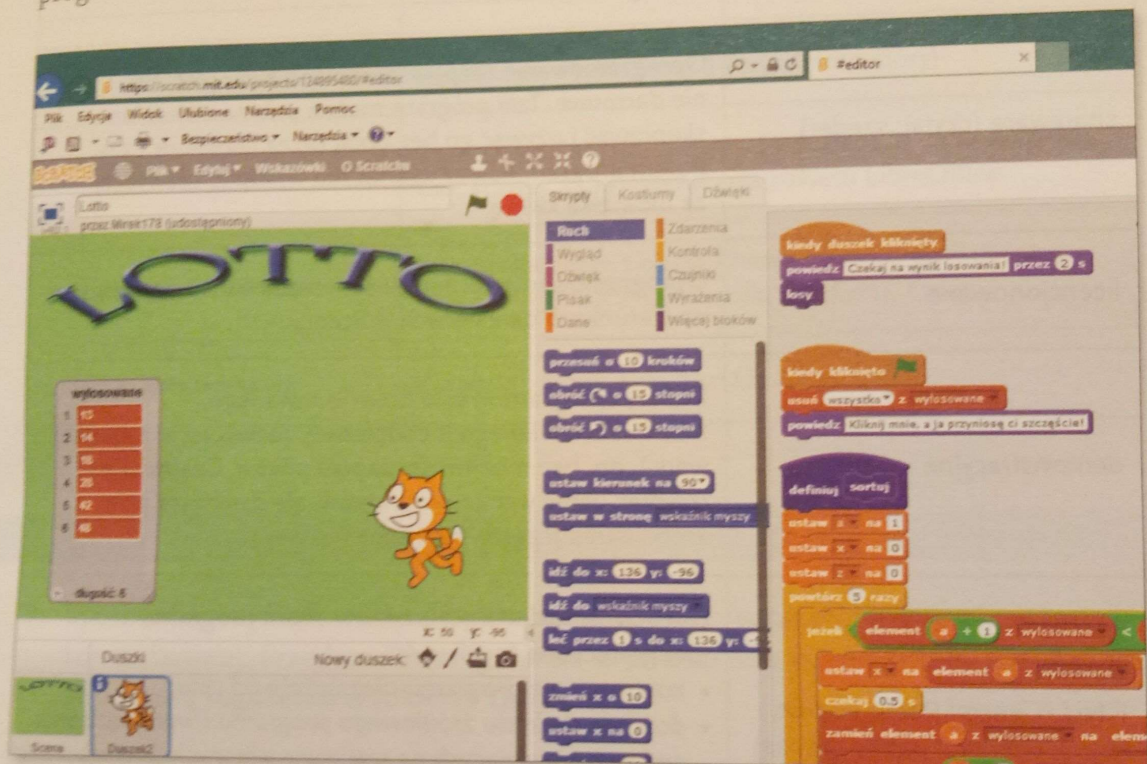 https://scratch.mit.edu/projects/124895480/#editor
#editor
Plik Edycja Widok Ulubione Narzędzia Pomoc
Bezpieczeństwo Narzędzia
SCRATCH Plik Edytuj Wskazówki O Scratchu
Lotto
przez (udostępniony)
LOTTO
wylosowane
1 13
2 14
3 18
4 28
5 42
6 48
długość: 6
x: 50 y: -95
Duszki
Nowy duszek:
LOTTO
Scena
Duszek2
Skrypty Kostiumy Dźwięki
Ruch
Wygląd
Dźwięk
Pisak
Dane
Zdarzenia
Kontrola
Czujniki
Wyrażenia
Więcej bloków
przesuń o 10 kroków
obróć o 15 stopni
obróć o 15 stopni
ustaw kierunek na 90
ustaw w stronę wskaźnik myszy
idź do x: 136 y: -96
idź do wskaźnik myszy
leć przez 1 s do x: 136 y:
zmień x o 10
ustaw x na 0
kiedy duszek kliknięty
powiedz Czekaj na wynik losowania! przez 2 s
losy
kiedy kliknięto
usuń wszystko z wylosowane
powiedz Kliknij mnie, a ja przyniosę ci szczęście!
definiuj sortuj
ustaw a na 1
ustaw x na 0
ustaw z na 0
powtórz 5 razy
jeżeli element a + 1 z wylosowane <
ustaw x na element a z wylosowane
czekaj 0.5 s
zamień element a z wylosowane na elem